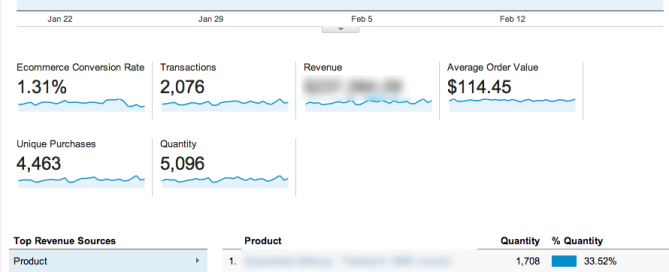 Jan 22 Jan 29 Feb 5 Feb 12
Ecommerce Conversion Rate Transactions Revenue Average Order Value
1.31% 2,076 $114.45
Unique Purchases Quantity
4,463 5,096
Top Revenue Sources Product Quantity % Quantity
Product 1. 1,708 33.52%